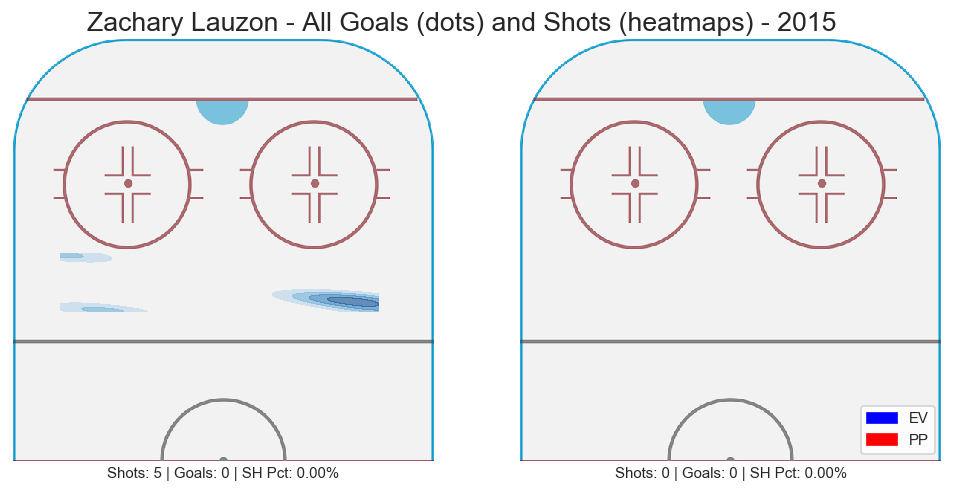 Zachary Lauzon - All Goals (dots) and Shots (heatmaps) - 2015
EV
PP
Shots: 5 | Goals: 0 | SH Pct: 0.00%
Shots: 0 | Goals: 0 | SH Pct: 0.00%